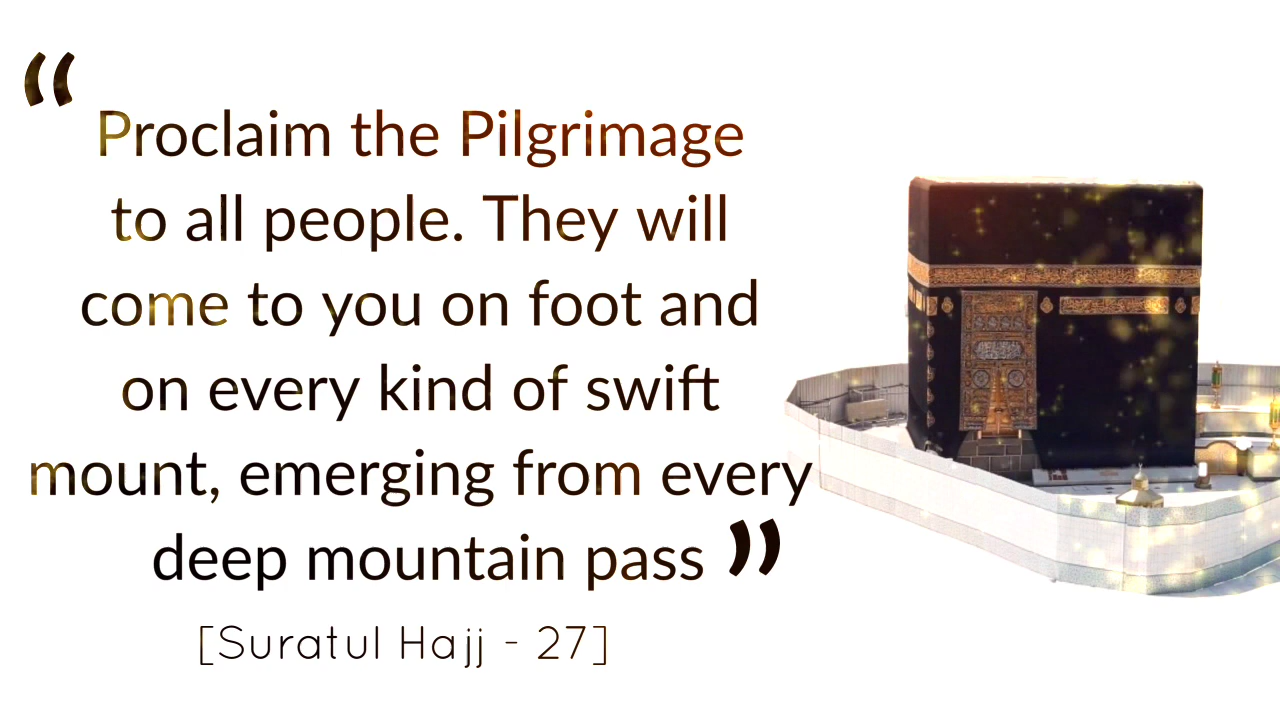 “ Proclaim the Pilgrimage
to all people. They will
come to you on foot and
on every kind of swift
mount, emerging from every
deep mountain pass ”
[Suratul Hajj - 27]